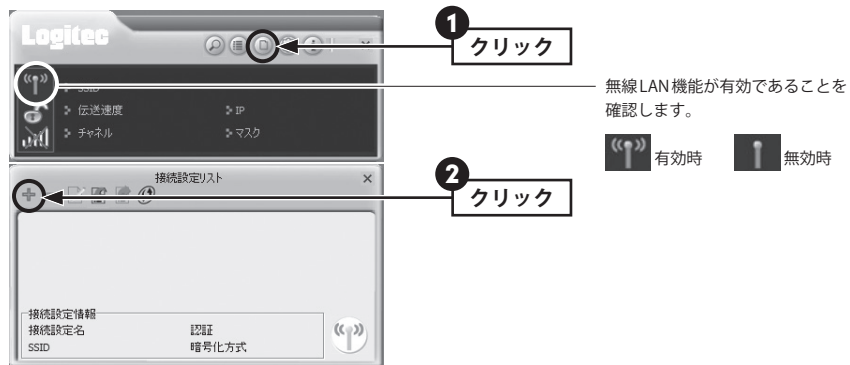 Logitec
SSID
伝送速度
IP
チャネル
マスク
1
クリック
無線LAN機能が有効であることを
確認します。
有効時
無効時
接続設定リスト
2
クリック
接続設定情報
接続設定名
認証
SSID
暗号化方式